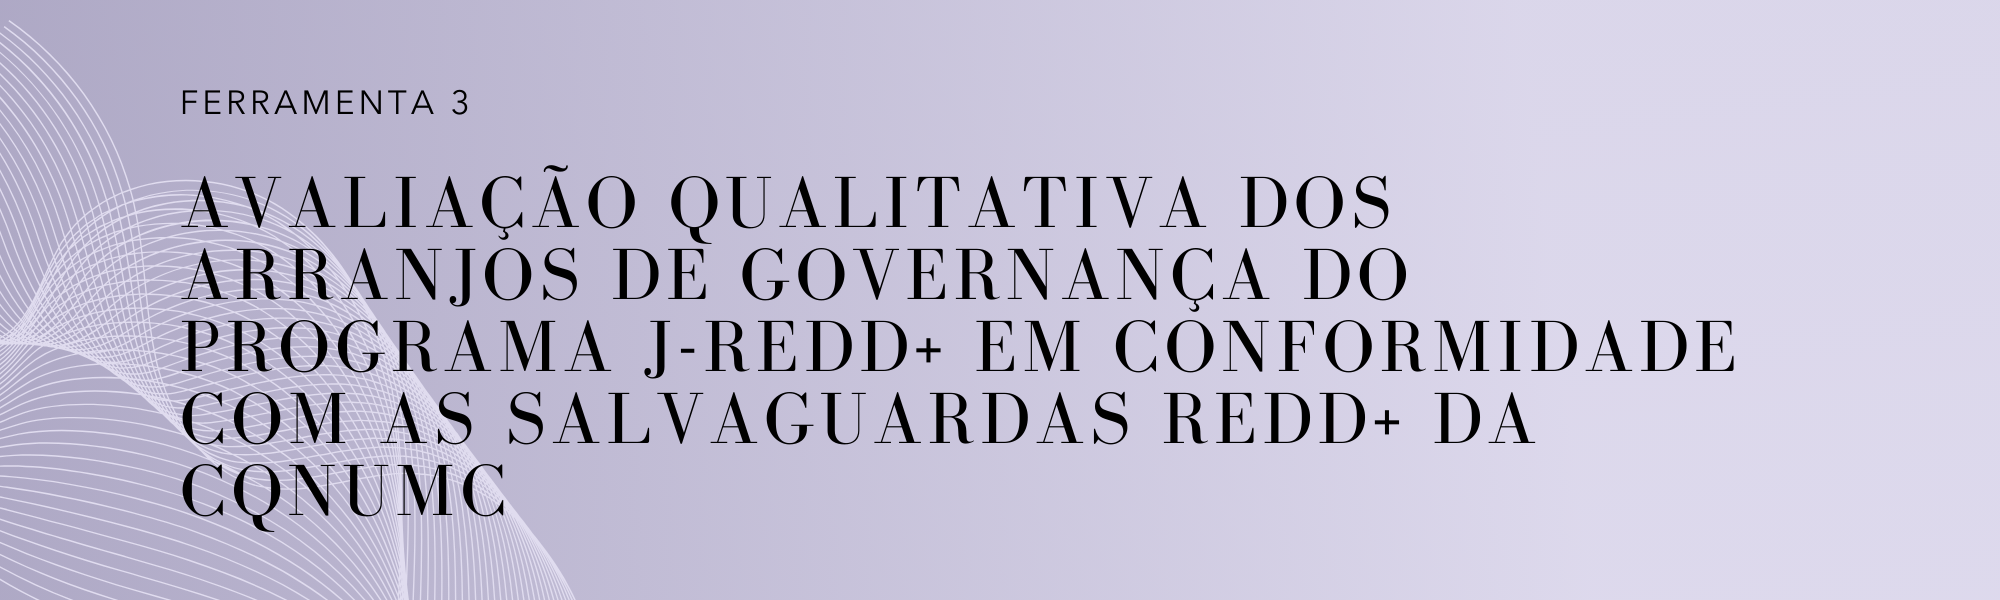 FERRAMENTA 3
AVALIAÇÃO QUALITATIVA DOS
ARRANJOS DE GOVERNANÇA DO
PROGRAMA J-REDD+ EM CONFORMIDADE
COM AS SALVAGUARDAS REDD+ DA
CQNUMC